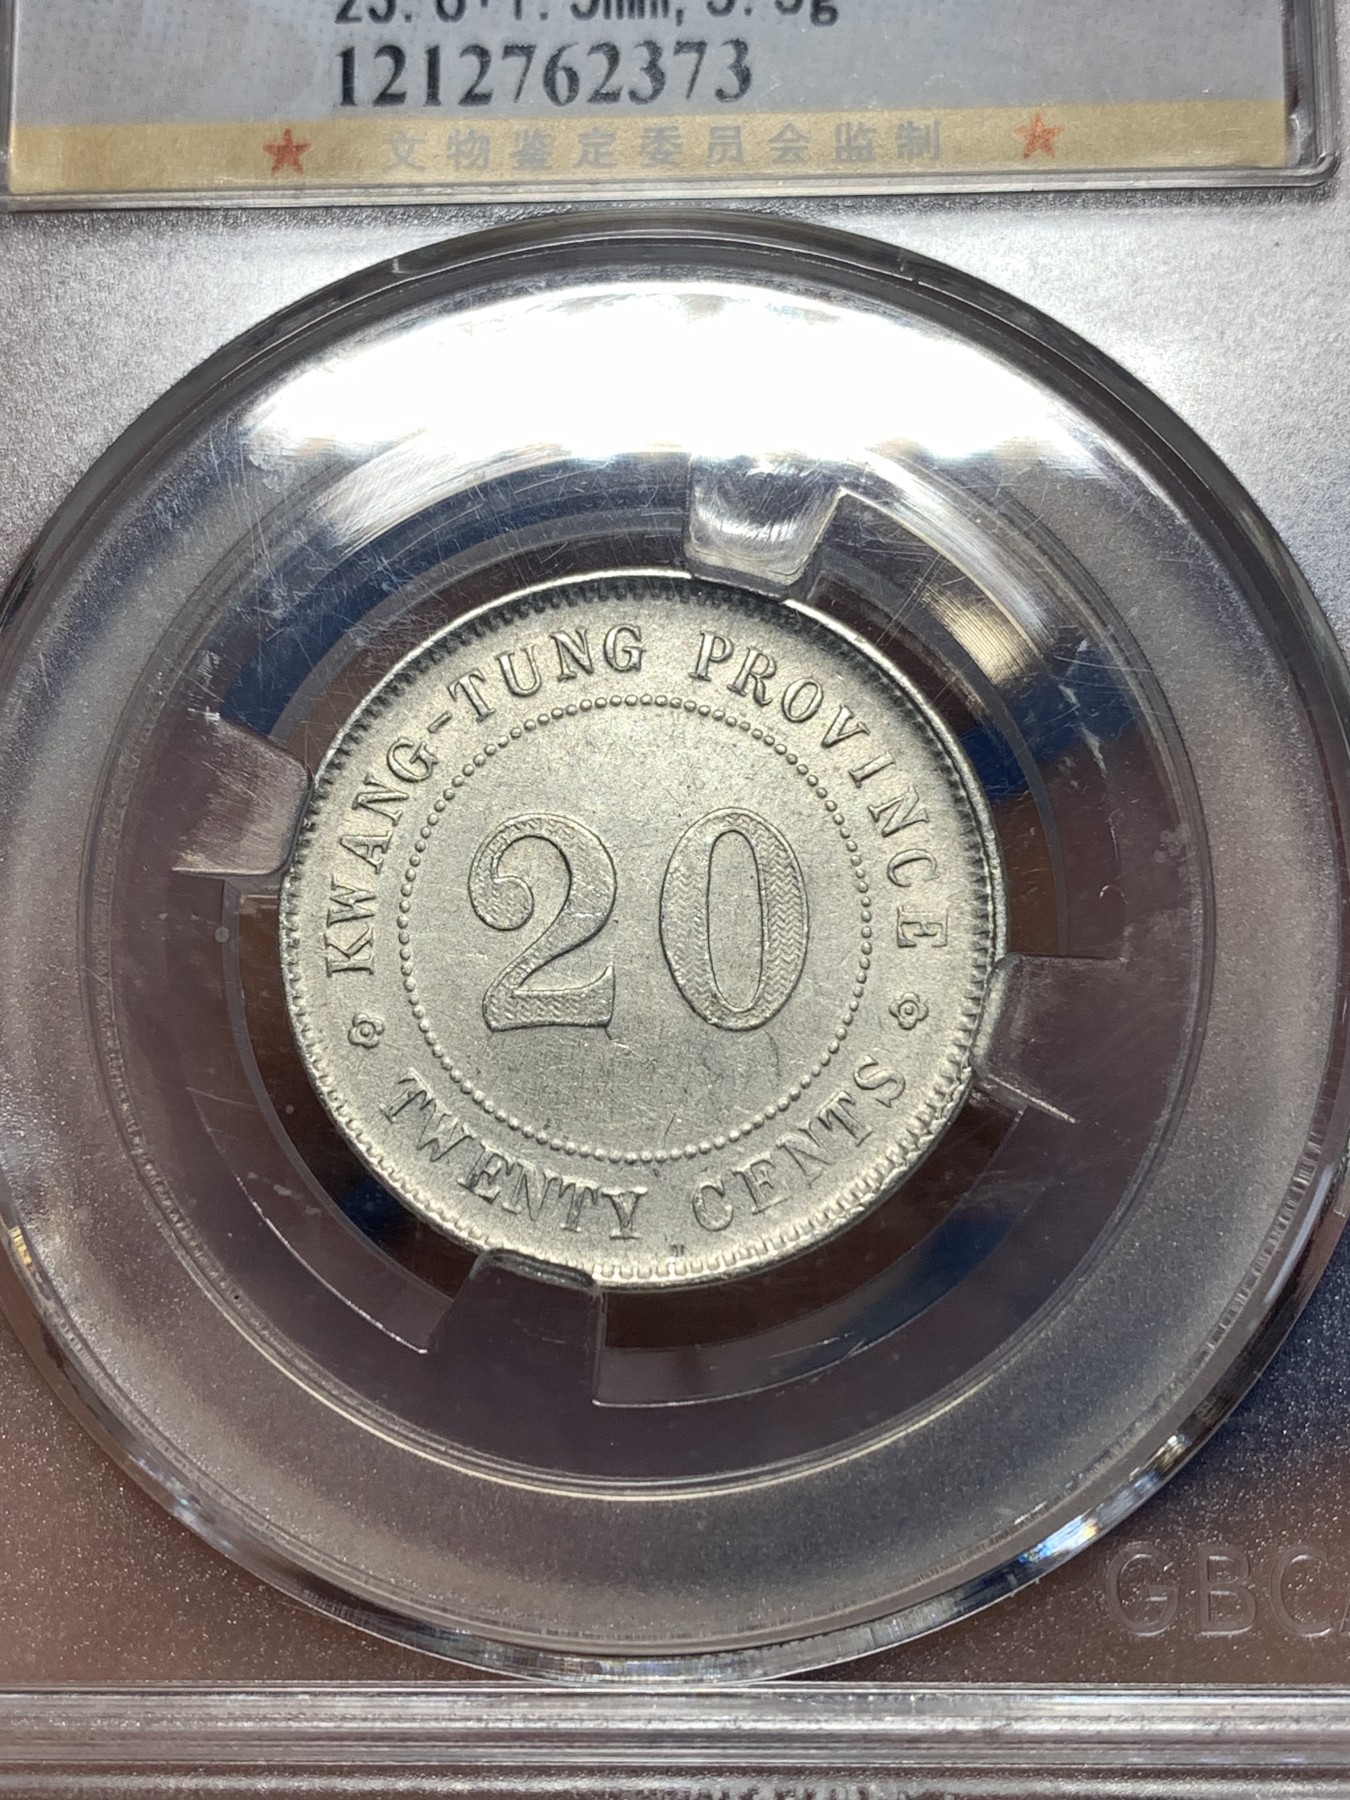 1212762373
★ 文物鉴定委员会监制 ★
KWANG-TUNG PROVINCE
20
TWENTY CENTS
GBCA